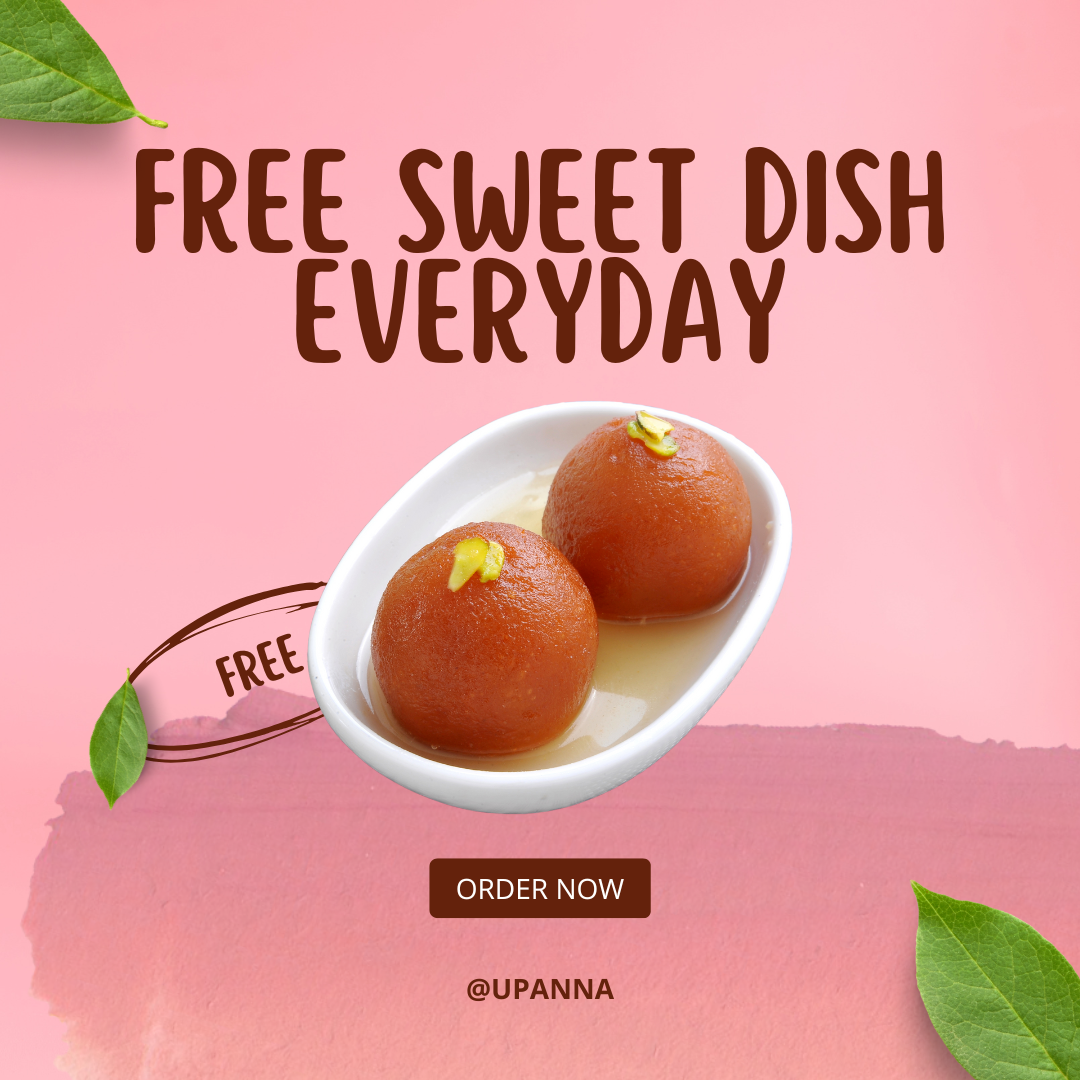 FREE SWEET DISH
EVERYDAY
FREE
ORDER NOW
@UPANNA